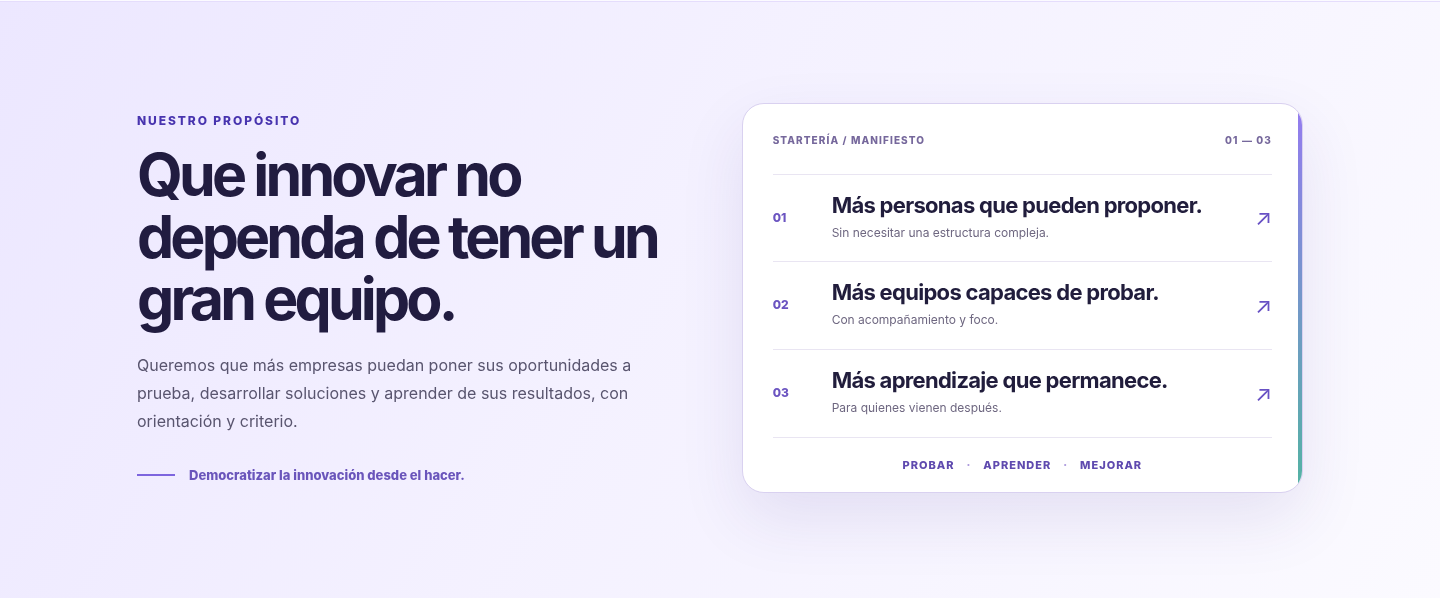 NUESTRO PROPÓSITO
Que innovar no
dependa de tener un
gran equipo.
Queremos que más empresas puedan poner sus oportunidades a
prueba, desarrollar soluciones y aprender de sus resultados, con
orientación y criterio.
Democratizar la innovación desde el hacer.
STARTERÍA / MANIFIESTO
01 — 03
01
Más personas que pueden proponer.
Sin necesitar una estructura compleja.
02
Más equipos capaces de probar.
Con acompañamiento y foco.
03
Más aprendizaje que permanece.
Para quienes vienen después.
PROBAR · APRENDER · MEJORAR